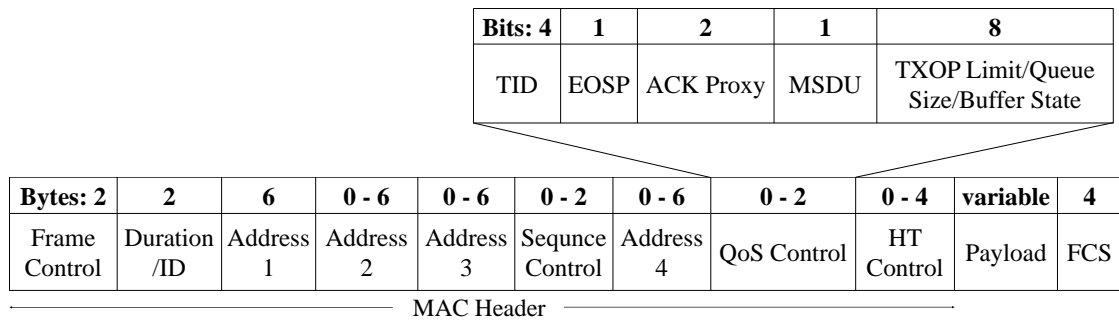 Bits: 4 1 2 1 8
TID EOSP ACK Proxy MSDU TXOP Limit/Queue
Size/Buffer State
Bytes: 2 2 6 0 - 6 0 - 6 0 - 2 0 - 6 0 - 2 0 - 4 variable 4
Frame Duration Address Address Address Sequnce Address QoS Control HT Payload FCS
Control /ID 1 2 3 Control 4 Control
MAC Header